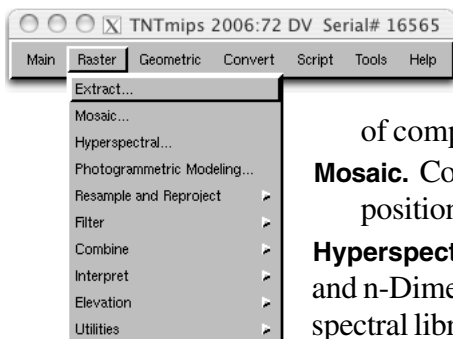 TNTmips 2006:72 DV Serial# 16565
Main Raster Geometric Convert Script Tools Help
Extract...
Mosaic...
Hyperspectral...
Photogrammetric Modeling...
Resample and Reproject
Filter
Combine
Interpret
Elevation
Utilities
of comp
Mosaic. Co
position
Hyperspect
and n-Dime
spectral libr